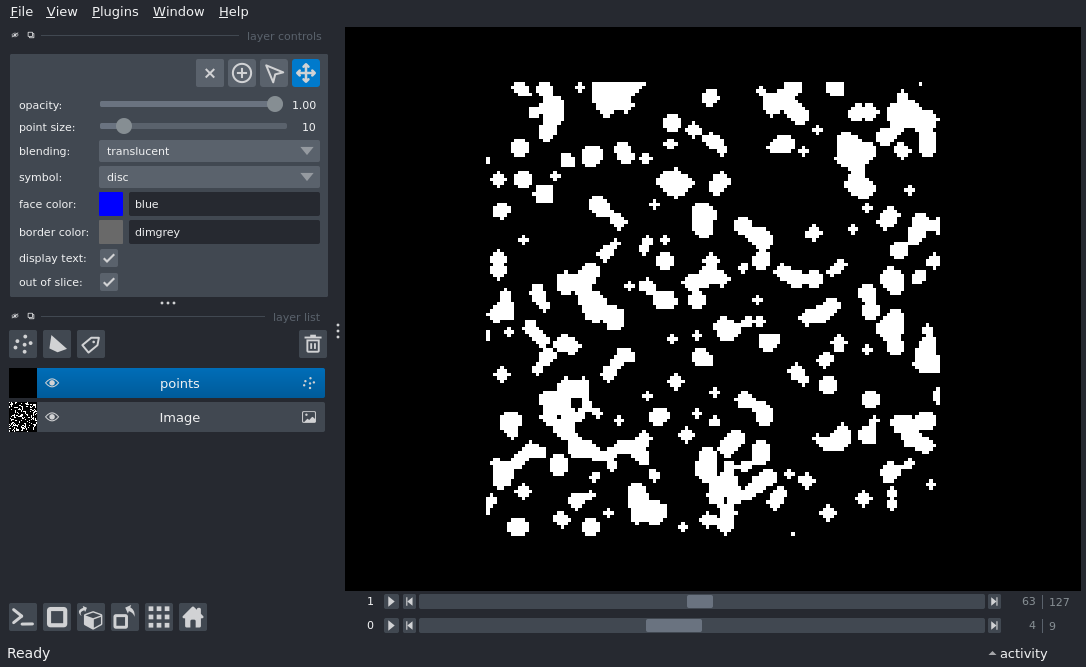 File View Plugins Window Help
layer controls
opacity: 1.00
point size: 10
blending: translucent
symbol: disc
face color: blue
border color: dimgrey
display text:
out of slice:
layer list
points
Image
1 63 127
0 4 9
Ready activity